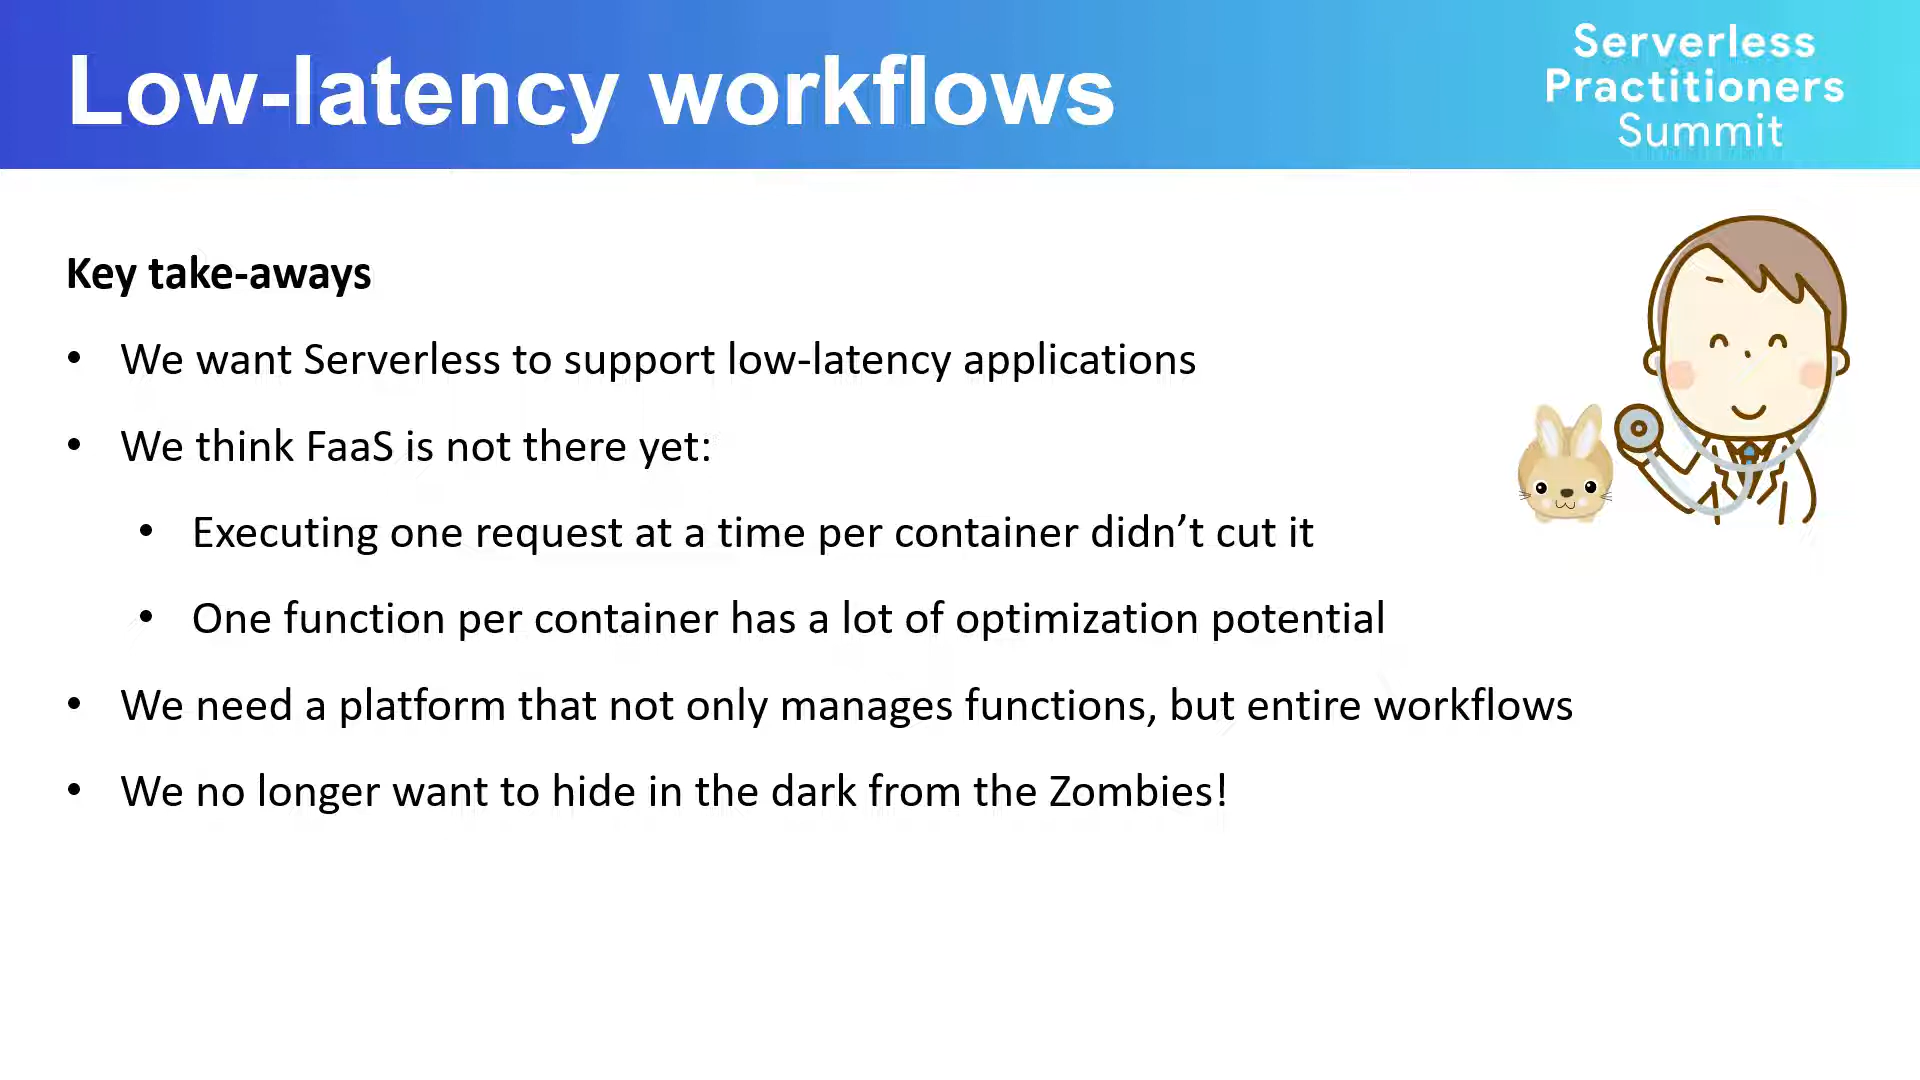 Low-latency workflows
Serverless
Practitioners
Summit
Key take-aways
• We want Serverless to support low-latency applications
• We think FaaS is not there yet:
• Executing one request at a time per container didn’t cut it
• One function per container has a lot of optimization potential
• We need a platform that not only manages functions, but entire workflows
• We no longer want to hide in the dark from the Zombies!